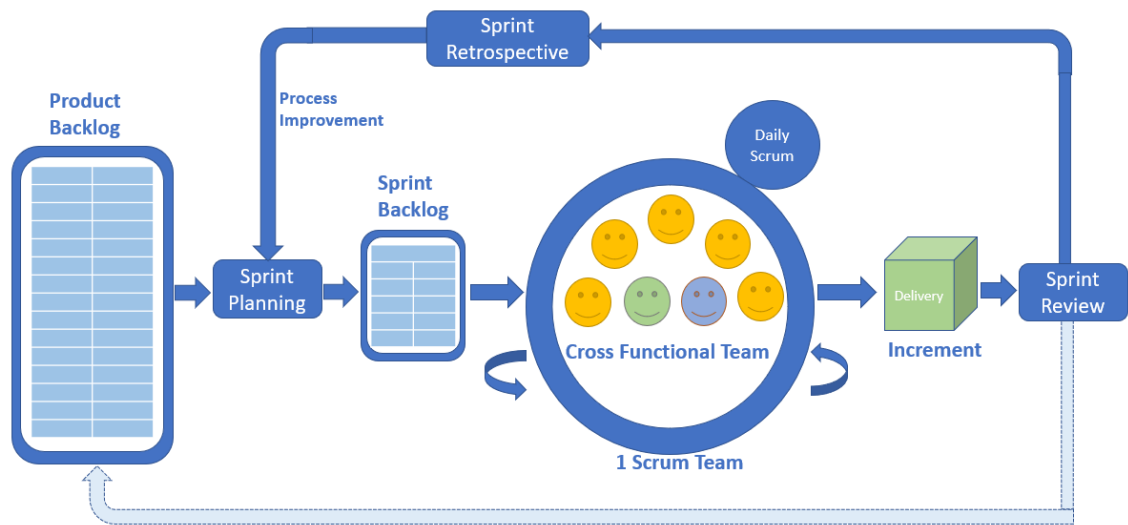 Sprint
Retrospective
Process
Improvement
Product
Backlog
Daily
Scrum
Sprint
Backlog
Sprint
Planning
Cross Functional Team
Delivery
Increment
Sprint
Review
1 Scrum Team